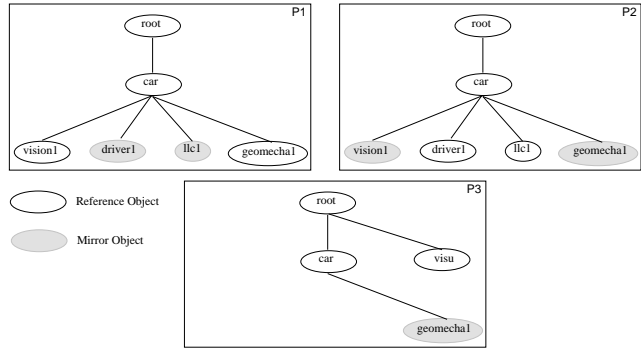 P1
root
car
vision1
driver1
llc1
geomecha1
P2
root
car
vision1
driver1
llc1
geomecha1
Reference Object
Mirror Object
P3
root
car
visu
geomecha1